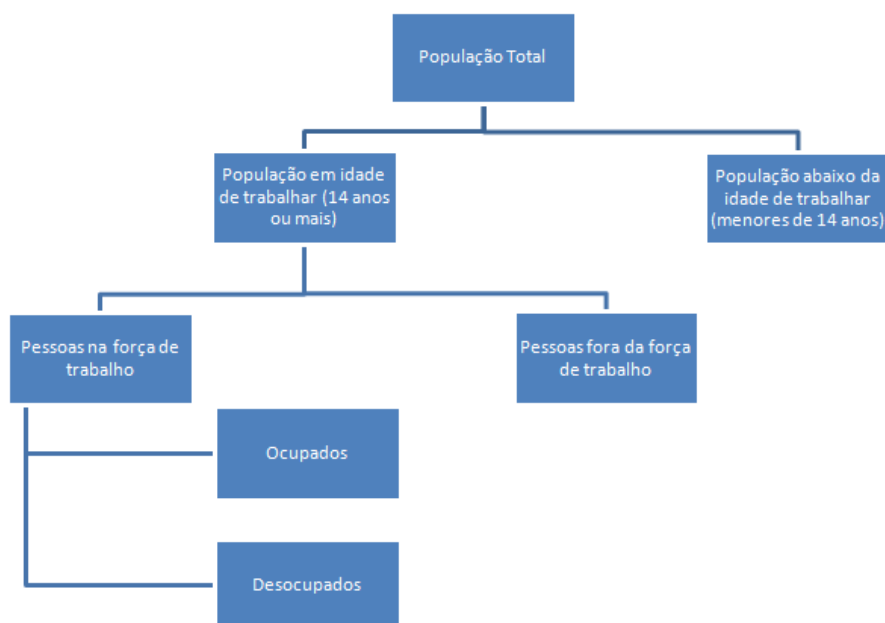 População Total
População em idade
de trabalhar (14 anos
ou mais)
População abaixo da
idade de trabalhar
(menores de 14 anos)
Pessoas na força de
trabalho
Pessoas fora da força
de trabalho
Ocupados
Desocupados